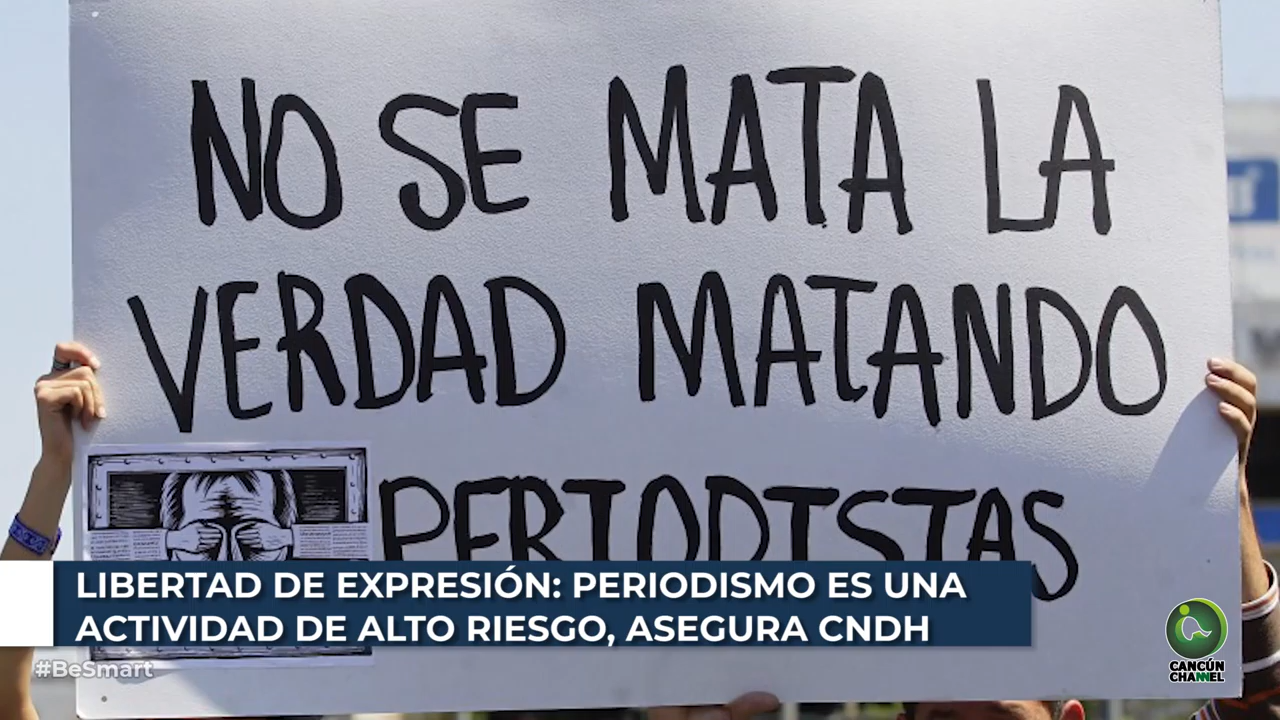 NO SE MATA LA
VERDAD MATANDO
PERIODISTAS
LIBERTAD DE EXPRESIÓN: PERIODISMO ES UNA
ACTIVIDAD DE ALTO RIESGO, ASEGURA CNDH
#BeSmart
CANCÚN
CHANNEL